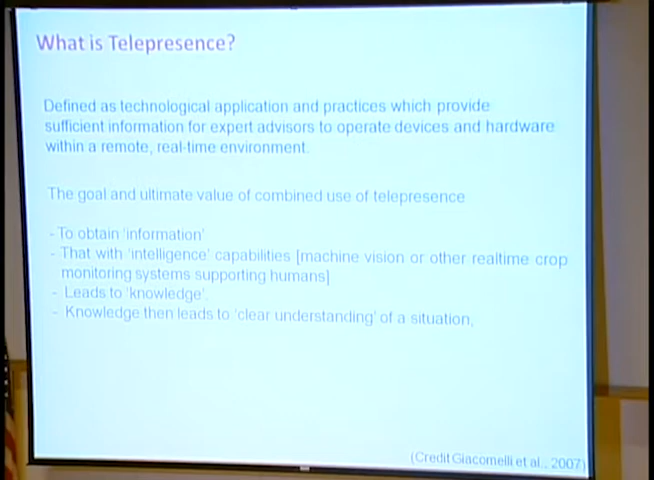 What is Telepresence?
Defined as technological application and practices which provide
sufficient information for expert advisors to operate devices and hardware
within a remote, real-time environment.
The goal and ultimate value of combined use of telepresence
- To obtain 'information'
- That with 'intelligence' capabilities [machine vision or other realtime crop
monitoring systems supporting humans]
- Leads to 'knowledge'.
- Knowledge then leads to 'clear understanding' of a situation,
(Credit Giacomelli et al., 2007)